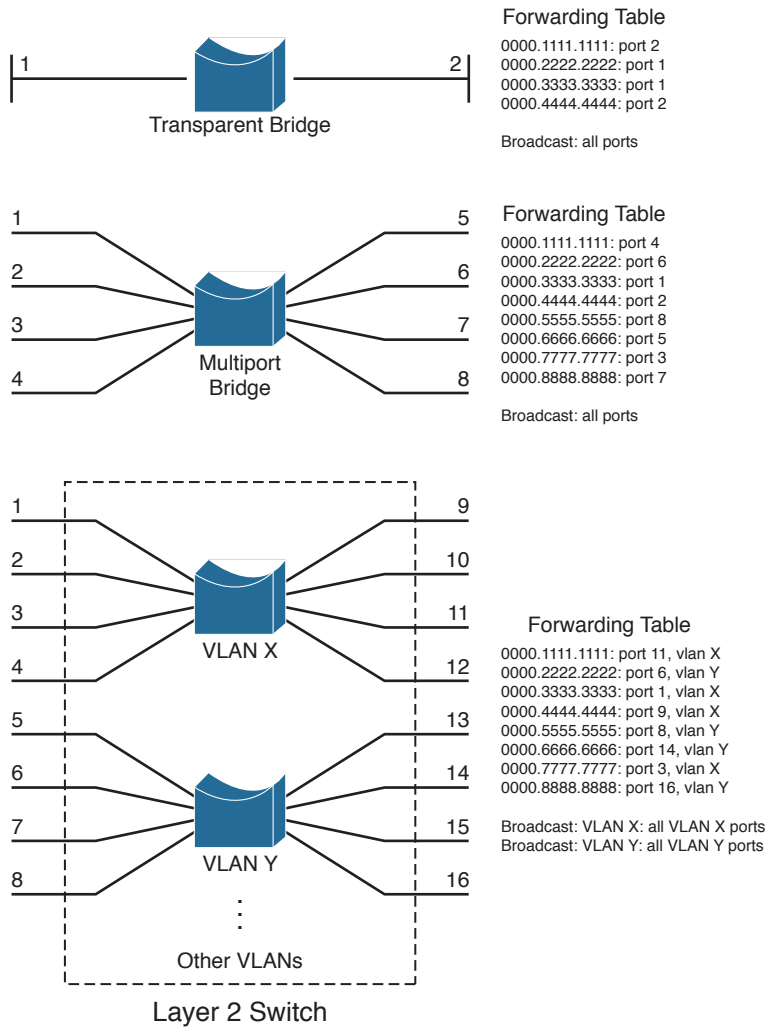 Forwarding Table
1
2
Transparent Bridge
0000.1111.1111: port 2
0000.2222.2222: port 1
0000.3333.3333: port 1
0000.4444.4444: port 2
Broadcast: all ports
1
2
3
4
5
6
7
8
Multiport
Bridge
Forwarding Table
0000.1111.1111: port 4
0000.2222.2222: port 6
0000.3333.3333: port 1
0000.4444.4444: port 2
0000.5555.5555: port 8
0000.6666.6666: port 5
0000.7777.7777: port 3
0000.8888.8888: port 7
Broadcast: all ports
1
2
3
4
9
10
11
12
VLAN X
5
6
7
8
13
14
15
16
VLAN Y
Other VLANs
Layer 2 Switch
Forwarding Table
0000.1111.1111: port 11, vlan X
0000.2222.2222: port 6, vlan Y
0000.3333.3333: port 1, vlan X
0000.4444.4444: port 9, vlan X
0000.5555.5555: port 8, vlan Y
0000.6666.6666: port 14, vlan Y
0000.7777.7777: port 3, vlan X
0000.8888.8888: port 16, vlan Y
Broadcast: VLAN X: all VLAN X ports
Broadcast: VLAN Y: all VLAN Y ports